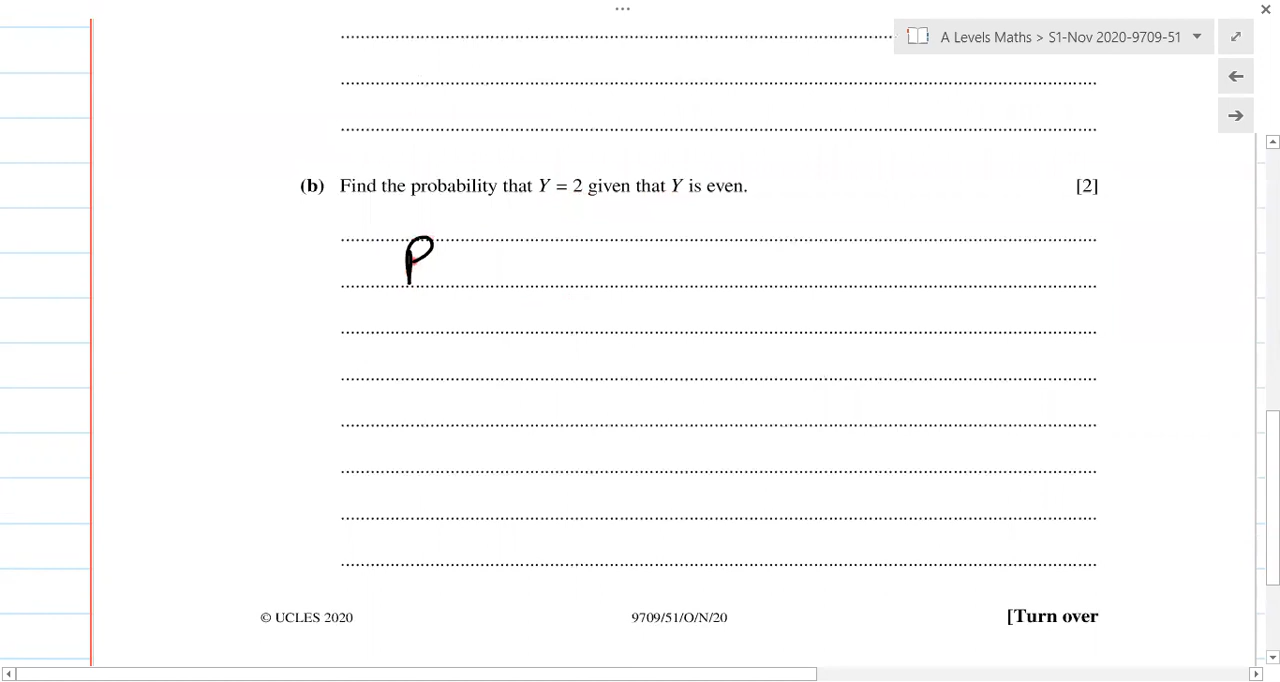 A Levels Maths > S1-Nov 2020-9709-51
(b) Find the probability that Y = 2 given that Y is even. [2]
P
© UCLES 2020 9709/51/O/N/20 [Turn over